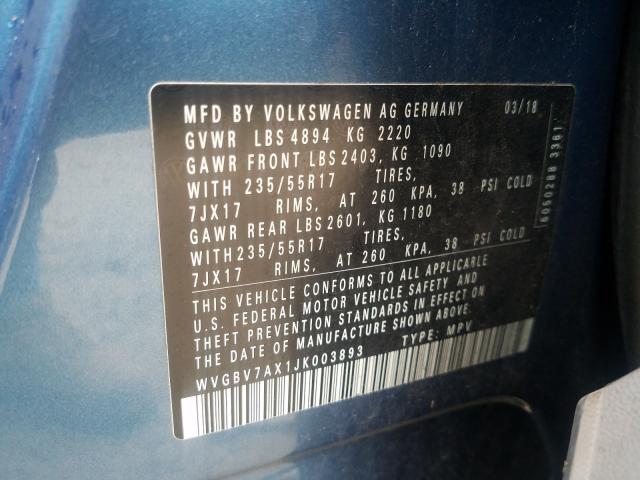 MFD BY VOLKSWAGEN AG GERMANY 03/18
GVWR LBS 4894 KG 2220
GAWR FRONT LBS 2403, KG 1090
WITH 235/55R17 TIRES,
7JX17 RIMS, AT 260 KPA, 38 PSI COLD
GAWR REAR LBS 2601, KG 1180
WITH 235/55R17 TIRES,
7JX17 RIMS, AT 260 KPA, 38 PSI COLD
THIS VEHICLE CONFORMS TO ALL APPLICABLE
U.S. FEDERAL MOTOR VEHICLE SAFETY AND
THEFT PREVENTION STANDARDS IN EFFECT ON
THE DATE OF MANUFACTURE SHOWN ABOVE.
WVGBV7AX1JK003893 TYPE: MPV
6050288 3361